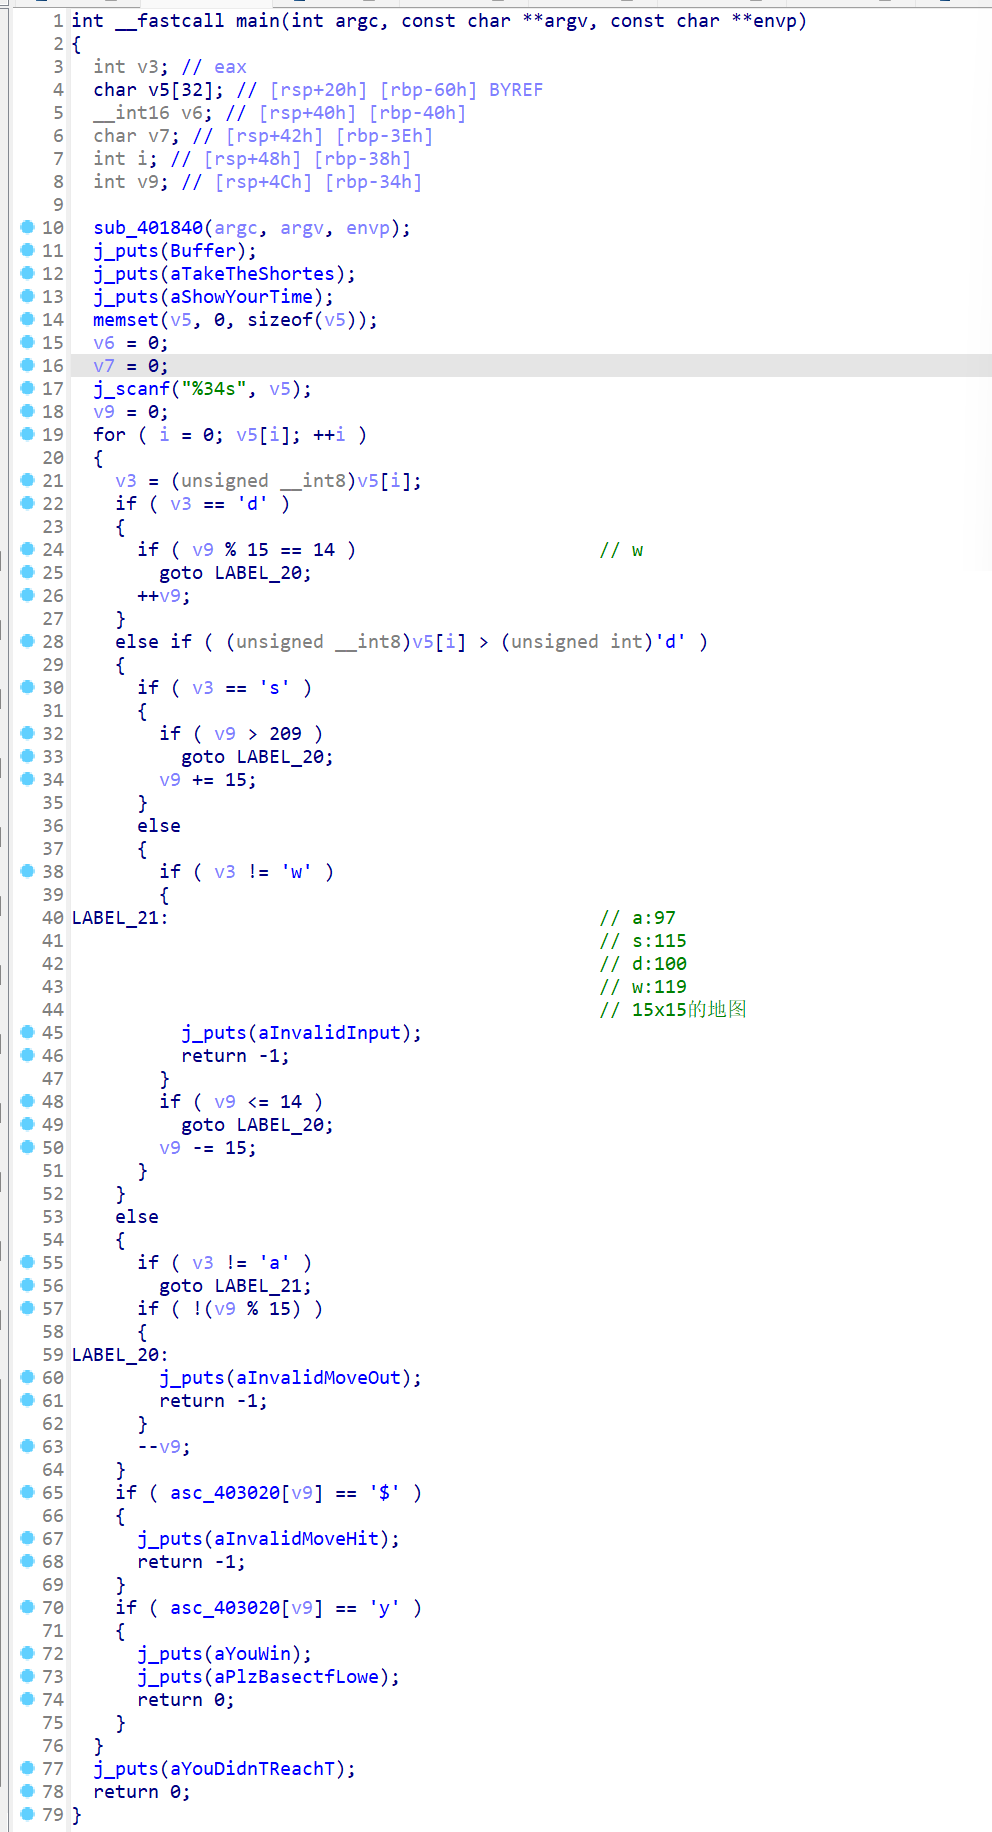 1 int __fastcall main(int argc, const char **argv, const char **envp)
2 {
3   int v3; // eax
4   char v5[32]; // [rsp+20h] [rbp-60h] BYREF
5   __int16 v6; // [rsp+40h] [rbp-40h]
6   char v7; // [rsp+42h] [rbp-3Eh]
7   int i; // [rsp+48h] [rbp-38h]
8   int v9; // [rsp+4Ch] [rbp-34h]
9
10   sub_401840(argc, argv, envp);
11   j_puts(Buffer);
12   j_puts(aTakeTheShortes);
13   j_puts(aShowYourTime);
14   memset(v5, 0, sizeof(v5));
15   v6 = 0;
16   v7 = 0;
17   j_scanf("%34s", v5);
18   v9 = 0;
19   for ( i = 0; v5[i]; ++i )
20   {
21     v3 = (unsigned __int8)v5[i];
22     if ( v3 == 'd' )
23     {
24       if ( v9 % 15 == 14 )                      // w
25         goto LABEL_20;
26       ++v9;
27     }
28     else if ( (unsigned __int8)v5[i] > (unsigned int)'d' )
29     {
30       if ( v3 == 's' )
31       {
32         if ( v9 > 209 )
33           goto LABEL_20;
34         v9 += 15;
35       }
36       else
37       {
38         if ( v3 != 'w' )
39         {
40 LABEL_21:                                       // a:97
41                                                 // s:115
42                                                 // d:100
43                                                 // w:119
44                                                 // 15x15的地图
45           j_puts(aInvalidInput);
46           return -1;
47         }
48         if ( v9 <= 14 )
49           goto LABEL_20;
50         v9 -= 15;
51       }
52     }
53     else
54     {
55       if ( v3 != 'a' )
56         goto LABEL_21;
57       if ( !(v9 % 15) )
58       {
59 LABEL_20:
60         j_puts(aInvalidMoveOut);
61         return -1;
62       }
63       --v9;
64     }
65     if ( asc_403020[v9] == '$' )
66     {
67       j_puts(aInvalidMoveHit);
68       return -1;
69     }
70     if ( asc_403020[v9] == 'y' )
71     {
72       j_puts(aYouWin);
73       j_puts(aPlzBasectfLowe);
74       return 0;
75     }
76   }
77   j_puts(aYouDidnTReachT);
78   return 0;
79 }